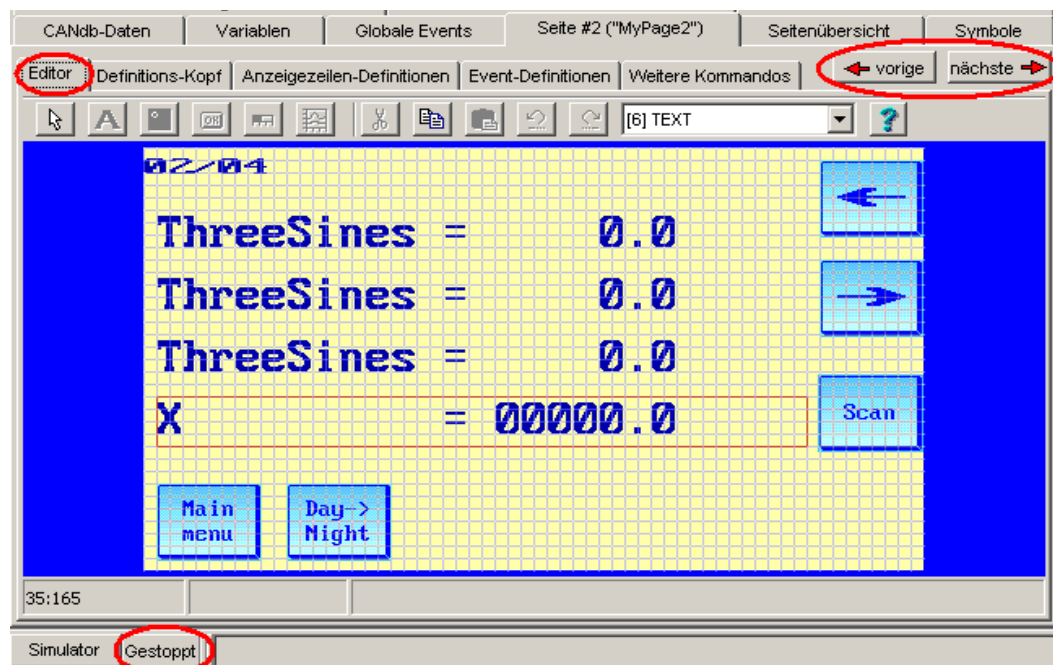 CANdb-Daten Variablen Globale Events Seite #2 ("MyPage2") Seitenübersicht Symbole
Editor Definitions-Kopf Anzeigezeilen-Definitionen Event-Definitionen Weitere Kommandos vorige nächste
A OK [6] TEXT ?
02/04
ThreeSines = 0.0
ThreeSines = 0.0
ThreeSines = 0.0
X = 00000.0
Scan
Main menu
Day-> Night
35:165
Simulator Gestoppt